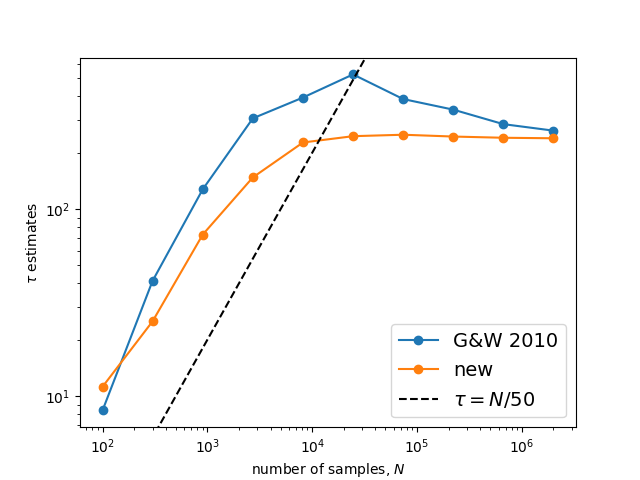 10²
10¹
τ estimates
10²
10³
10⁴
10⁵
10⁶
number of samples, N
G&W 2010
new
τ = N/50